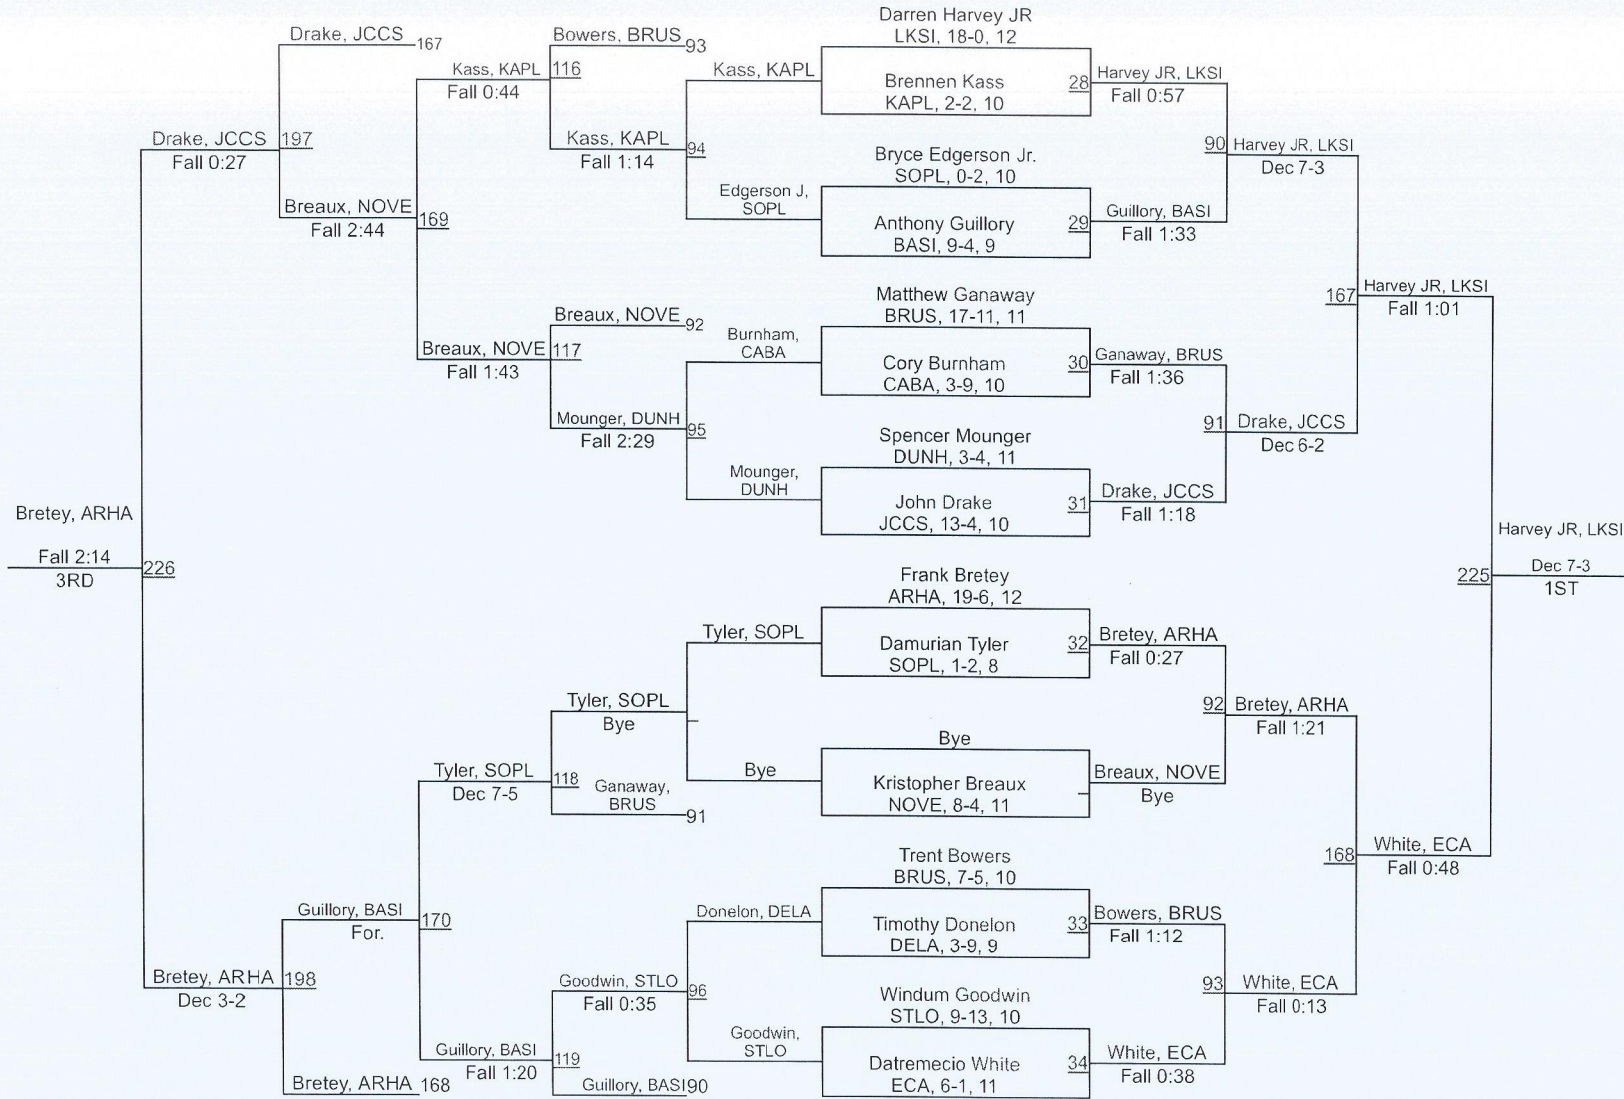 Darren Harvey JR
LKSI, 18-0, 12
Drake, JCCS 167
Bowers, BRUS 93
Kass, KAPL 116
Fall 0:44
Kass, KAPL
Brennen Kass 28
KAPL, 2-2, 10
Harvey JR, LKSI
Fall 0:57
Drake, JCCS 197
Fall 0:27
Kass, KAPL 94
Fall 1:14
Bryce Edgerson Jr.
SOPL, 0-2, 10
90 Harvey JR, LKSI
Dec 7-3
Breaux, NOVE 169
Fall 2:44
Edgerson J,
SOPL
Anthony Guillory 29
BASI, 9-4, 9
Guillory, BASI
Fall 1:33
Matthew Ganaway
BRUS, 17-11, 11
167 Harvey JR, LKSI
Fall 1:01
Breaux, NOVE 92
Burnham,
CABA
Breaux, NOVE 117
Fall 1:43
Cory Burnham 30
CABA, 3-9, 10
Ganaway, BRUS
Fall 1:36
Mounger, DUNH 95
Fall 2:29
Spencer Mounger
DUNH, 3-4, 11
91 Drake, JCCS
Dec 6-2
Mounger,
DUNH
John Drake 31
JCCS, 13-4, 10
Drake, JCCS
Fall 1:18
Bretey, ARHA
Fall 2:14
3RD
226
Harvey JR, LKSI
225
Dec 7-3
1ST
Frank Bretey
ARHA, 19-6, 12
Tyler, SOPL
Damurian Tyler 32
SOPL, 1-2, 8
Bretey, ARHA
Fall 0:27
Tyler, SOPL
Bye
92 Bretey, ARHA
Fall 1:21
Bye
Bye
Kristopher Breaux
NOVE, 8-4, 11
Breaux, NOVE
Bye
Tyler, SOPL 118
Dec 7-5
Ganaway,
BRUS 91
168 White, ECA
Fall 0:48
Trent Bowers
BRUS, 7-5, 10
Guillory, BASI 170
For.
Donelon, DELA
Timothy Donelon 33
DELA, 3-9, 9
Bowers, BRUS
Fall 1:12
Bretey, ARHA 198
Dec 3-2
Goodwin, STLO 96
Fall 0:35
Windum Goodwin
STLO, 9-13, 10
93 White, ECA
Fall 0:13
Goodwin,
STLO
Guillory, BASI 119
Fall 1:20
Datremecio White 34
ECA, 6-1, 11
White, ECA
Fall 0:38
Bretey, ARHA 168
Guillory, BASI 90